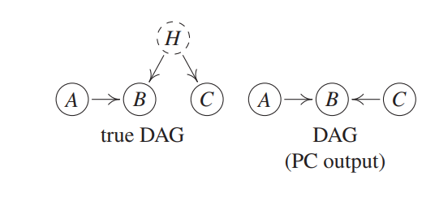 H
A B C A B C
true DAG DAG
(PC output)